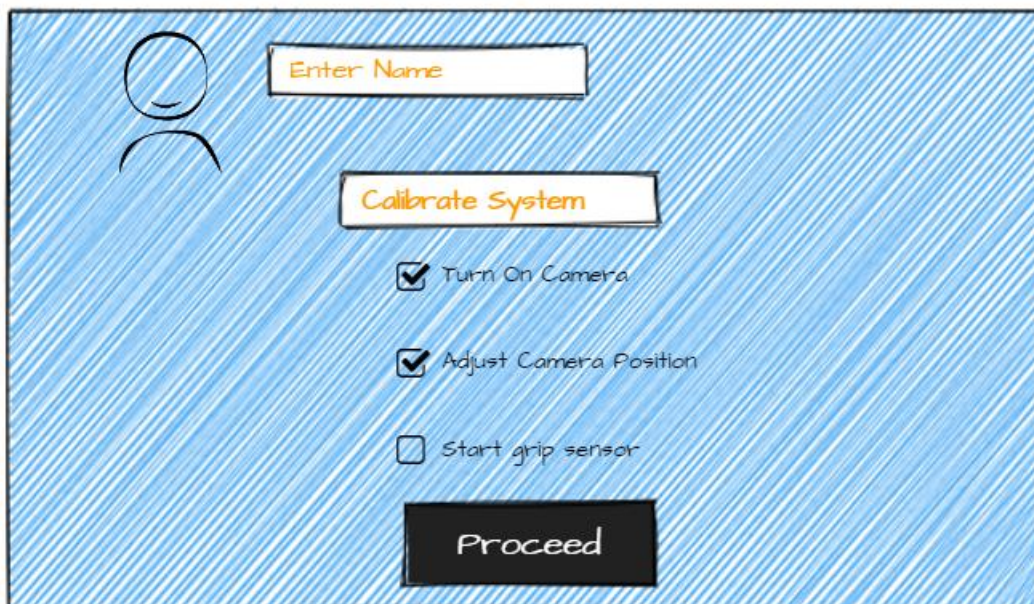 Enter Name
Calibrate System
Turn On Camera
Adjust Camera Position
Start grip sensor
Proceed